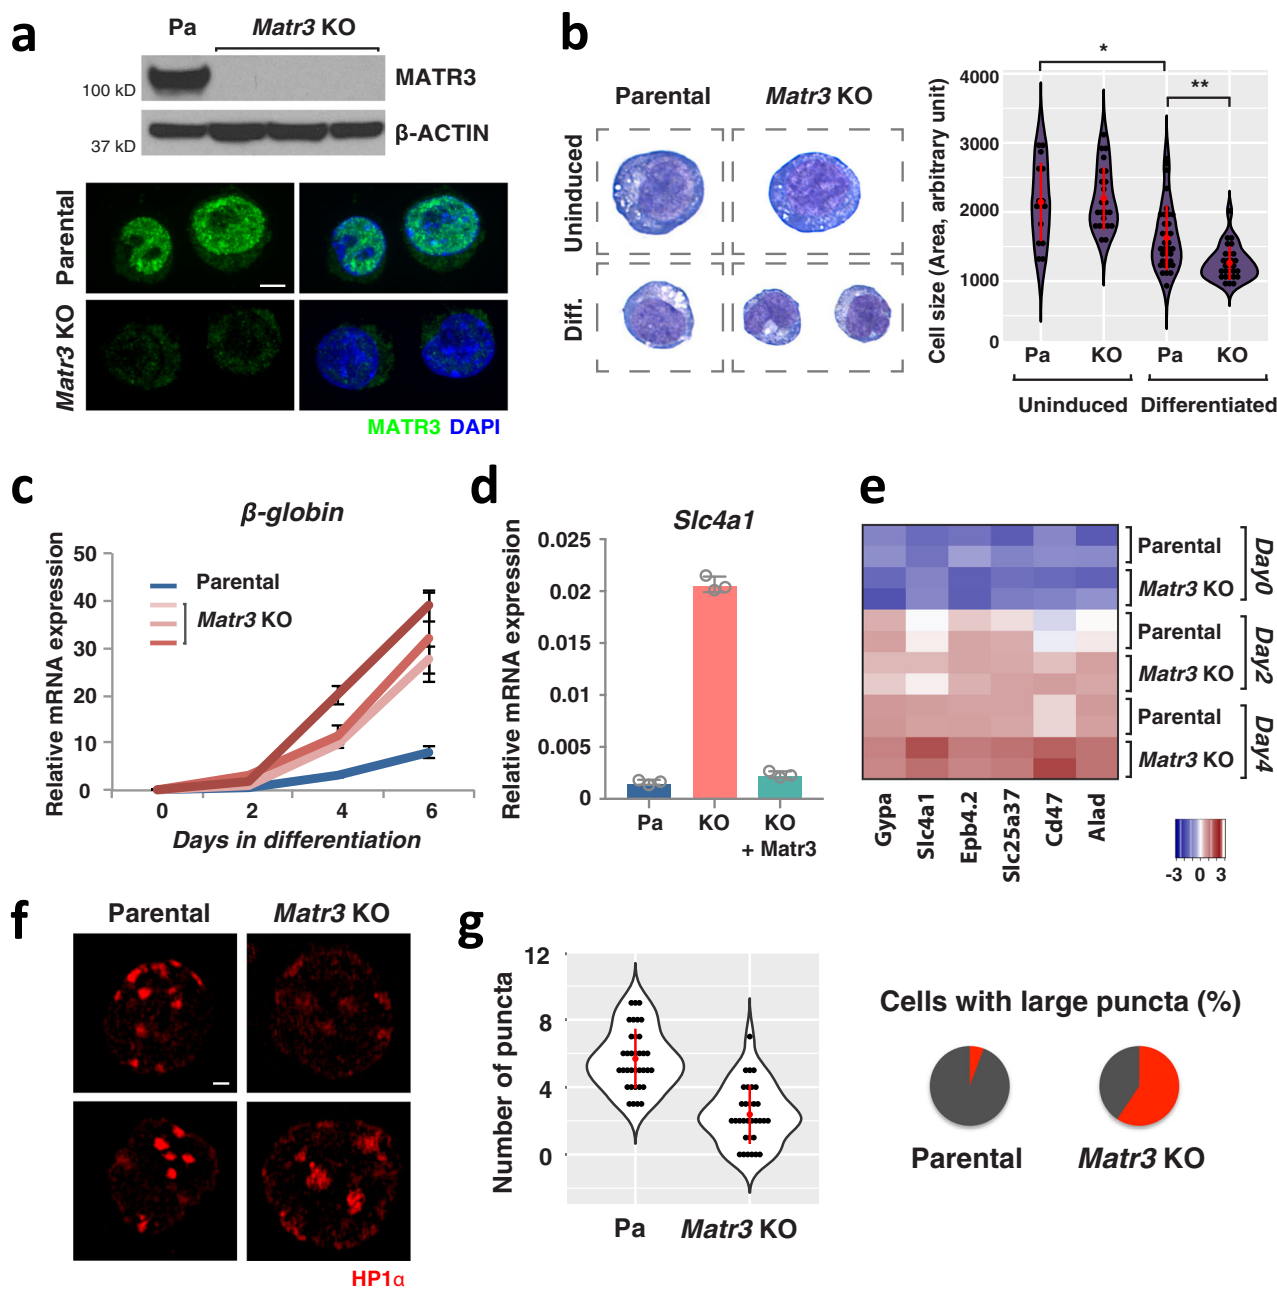 a
Pa
Matr3 KO
100 kD
MATR3
37 kD
β-ACTIN
Parental
Matr3 KO
MATR3 DAPI
b
Parental
Matr3 KO
Uninduced
Diff.
Cell size (Area, arbitrary unit)
4000
3000
2000
1000
0
*
**
Pa
KO
Pa
KO
Uninduced
Differentiated
c
β-globin
Relative mRNA expression
50
40
30
20
10
0
Parental
Matr3 KO
0
2
4
6
Days in differentiation
d
Slc4a1
Relative mRNA expression
0.025
0.02
0.015
0.01
0.005
0
Pa
KO
KO
+ Matr3
e
Parental
Matr3 KO
Day0
Parental
Matr3 KO
Day2
Parental
Matr3 KO
Day4
Gypa
Slc4a1
Epb4.2
Slc25a37
Cd47
Alad
-3 0 3
f
Parental
Matr3 KO
HP1α
g
Number of puncta
12
8
4
0
Pa
Matr3 KO
Cells with large puncta (%)
Parental
Matr3 KO